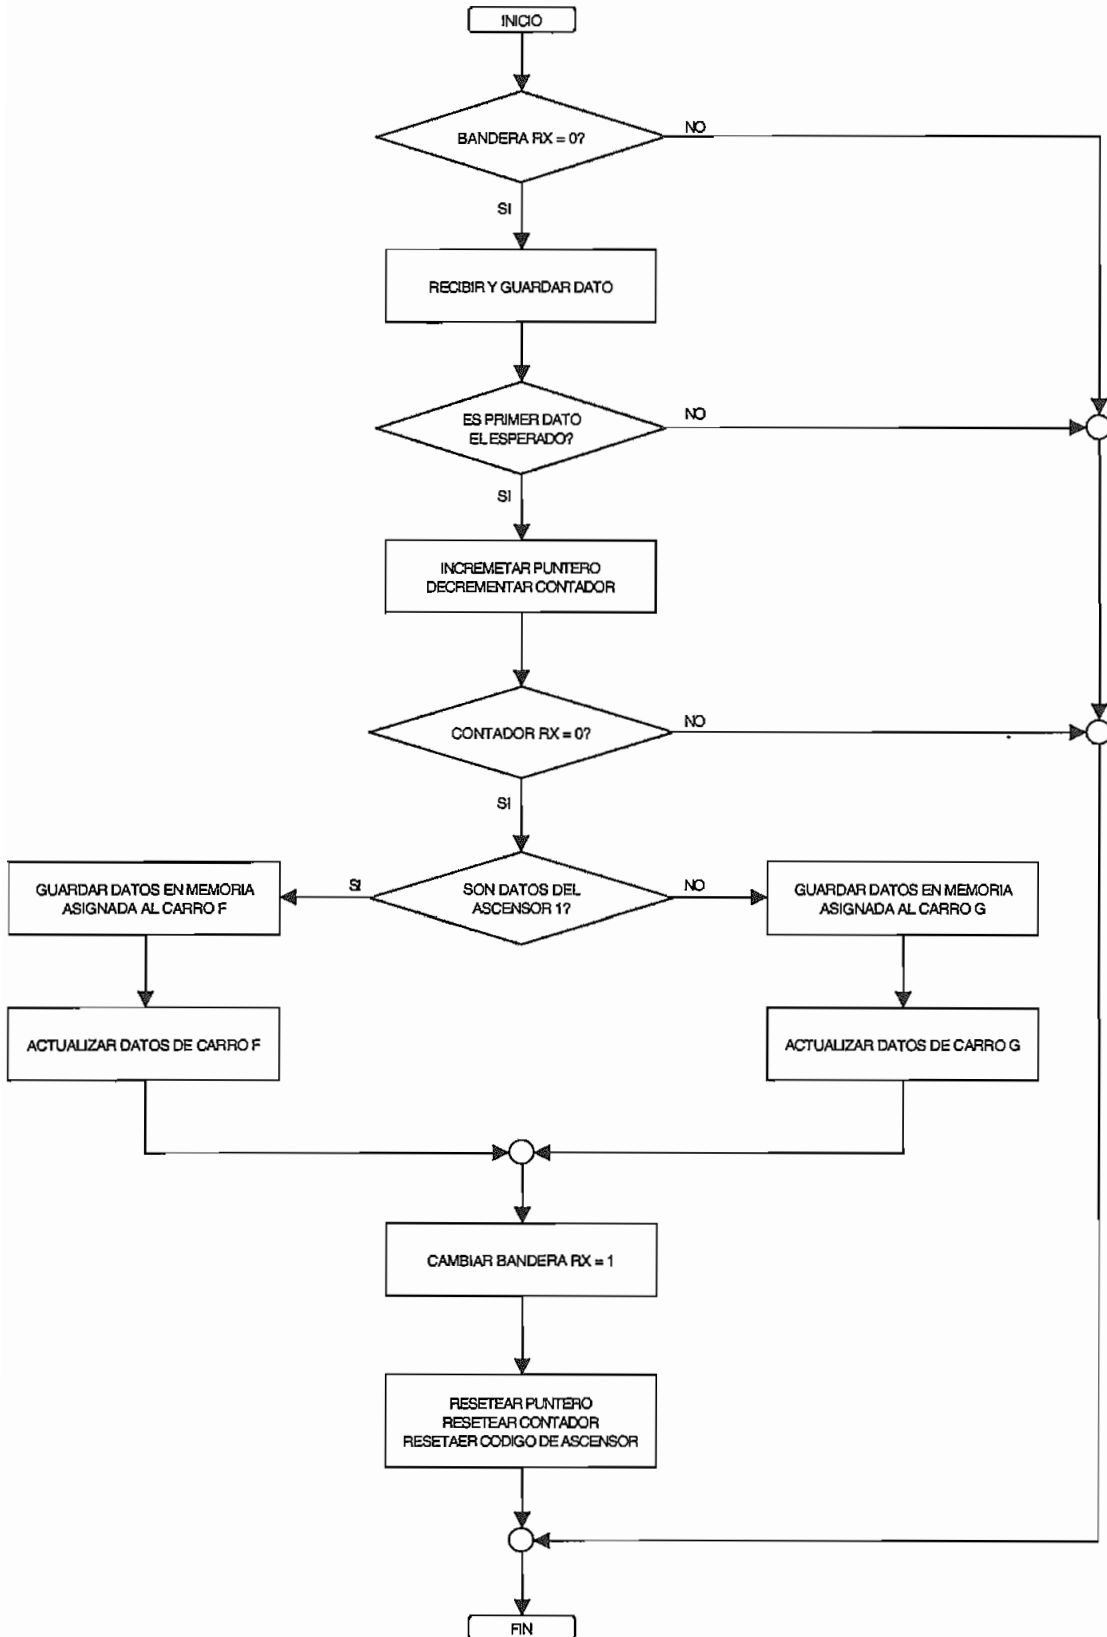 INICIO
BANDERA RX = 0?
NO
SI
RECIBIR Y GUARDAR DATO
ES PRIMER DATO
EL ESPERADO?
NO
SI
INCREMETAR PUNTERO
DECREMENTAR CONTADOR
CONTADOR RX = 0?
NO
SI
GUARDAR DATOS EN MEMORIA
ASIGNADA AL CARRO F
SI
SON DATOS DEL
ASCENSOR 1?
NO
GUARDAR DATOS EN MEMORIA
ASIGNADA AL CARRO G
ACTUALIZAR DATOS DE CARRO F
ACTUALIZAR DATOS DE CARRO G
CAMBIAR BANDERA RX = 1
RESETEAR PUNTERO
RESETEAR CONTADOR
RESETAER CODIGO DE ASCENSOR
FIN